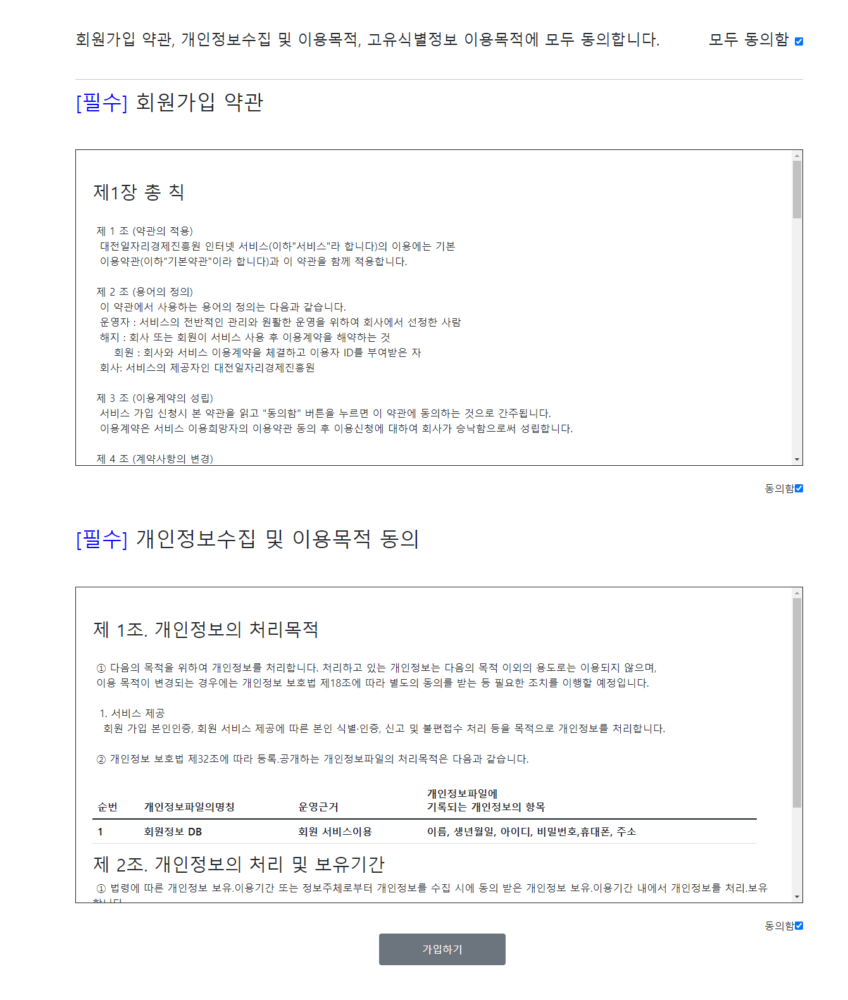 회원가입 약관, 개인정보수집 및 이용목적, 고유식별정보 이용목적에 모두 동의합니다. 모두 동의함
[필수] 회원가입 약관
제1장 총 칙
제 1 조 (약관의 적용)
대전일자리경제진흥원 인터넷 서비스(이하"서비스"라 합니다)의 이용에는 기본
이용약관(이하"기본약관"이라 합니다)과 이 약관을 함께 적용합니다.
제 2 조 (용어의 정의)
이 약관에서 사용하는 용어의 정의는 다음과 같습니다.
운영자 : 서비스의 전반적인 관리와 원활한 운영을 위하여 회사에서 선정한 사람
해지 : 회사 또는 회원이 서비스 사용 후 이용계약을 해약하는 것
회원 : 회사와 서비스 이용계약을 체결하고 이용자 ID를 부여받은 자
회사: 서비스의 제공자인 대전일자리경제진흥원
제 3 조 (이용계약의 성립)
서비스 가입 신청시 본 약관을 읽고 "동의함" 버튼을 누르면 이 약관에 동의하는 것으로 간주됩니다.
이용계약은 서비스 이용희망자의 이용약관 동의 후 이용신청에 대하여 회사가 승낙함으로써 성립합니다.
제 4 조 (계약사항의 변경)
동의함
[필수] 개인정보수집 및 이용목적 동의
제 1조. 개인정보의 처리목적
① 다음의 목적을 위하여 개인정보를 처리합니다. 처리하고 있는 개인정보는 다음의 목적 이외의 용도로는 이용되지 않으며,
이용 목적이 변경되는 경우에는 개인정보 보호법 제18조에 따라 별도의 동의를 받는 등 필요한 조치를 이행할 예정입니다.
1. 서비스 제공
회원 가입 본인인증, 회원 서비스 제공에 따른 본인 식별·인증, 신고 및 불편접수 처리 등을 목적으로 개인정보를 처리합니다.
② 개인정보 보호법 제32조에 따라 등록.공개하는 개인정보파일의 처리목적은 다음과 같습니다.
개인정보파일에
순번 개인정보파일의명칭 운영근거 기록되는 개인정보의 항목
1 회원정보 DB 회원 서비스이용 이름, 생년월일, 아이디, 비밀번호,휴대폰, 주소
제 2조. 개인정보의 처리 및 보유기간
① 법령에 따른 개인정보 보유.이용기간 또는 정보주체로부터 개인정보를 수집 시에 동의 받은 개인정보 보유.이용기간 내에서 개인정보를 처리.보유
합니다
동의함
가입하기